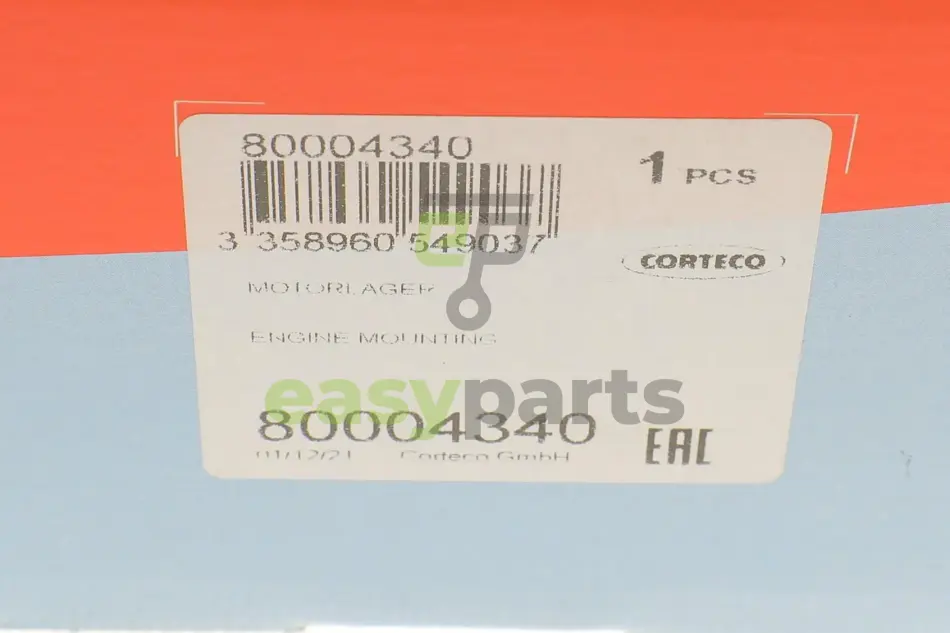 80004340
1 PCS
3 358960 549037
CORTECO
MOTORLAGER
ENGINE MOUNTING
easyparts
80004340
EAC
01/12/21 Corteco GmbH